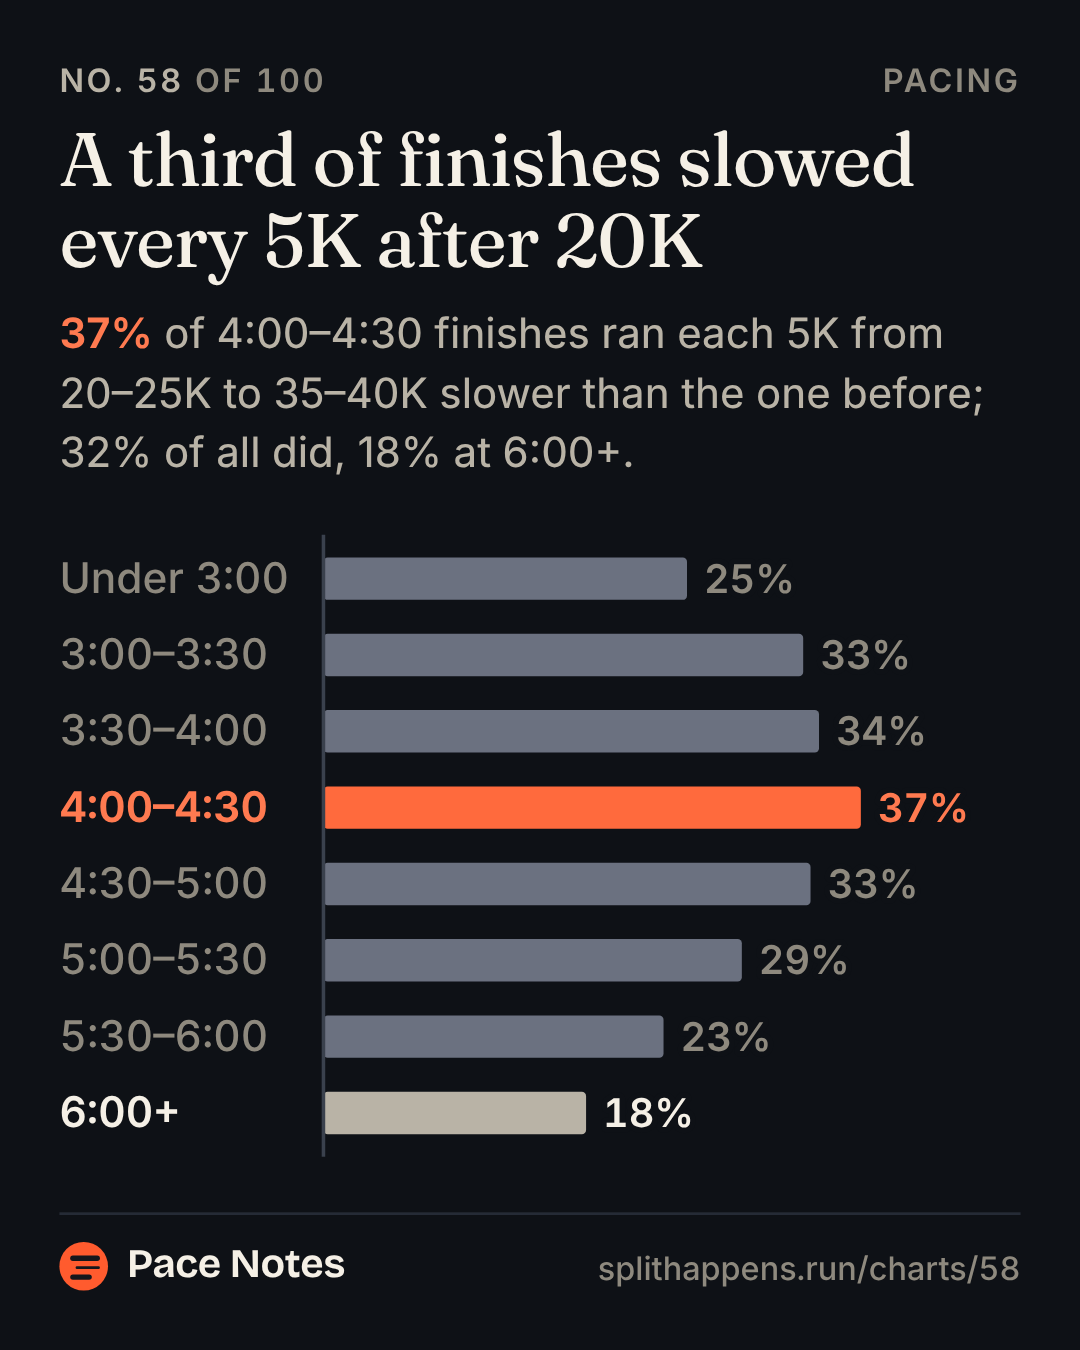 NO. 58 OF 100
PACING
A third of finishes slowed
every 5K after 20K
37% of 4:00–4:30 finishes ran each 5K from
20–25K to 35–40K slower than the one before;
32% of all did, 18% at 6:00+.
Under 3:00 25%
3:00–3:30 33%
3:30–4:00 34%
4:00–4:30 37%
4:30–5:00 33%
5:00–5:30 29%
5:30–6:00 23%
6:00+ 18%
Pace Notes
splithappens.run/charts/58